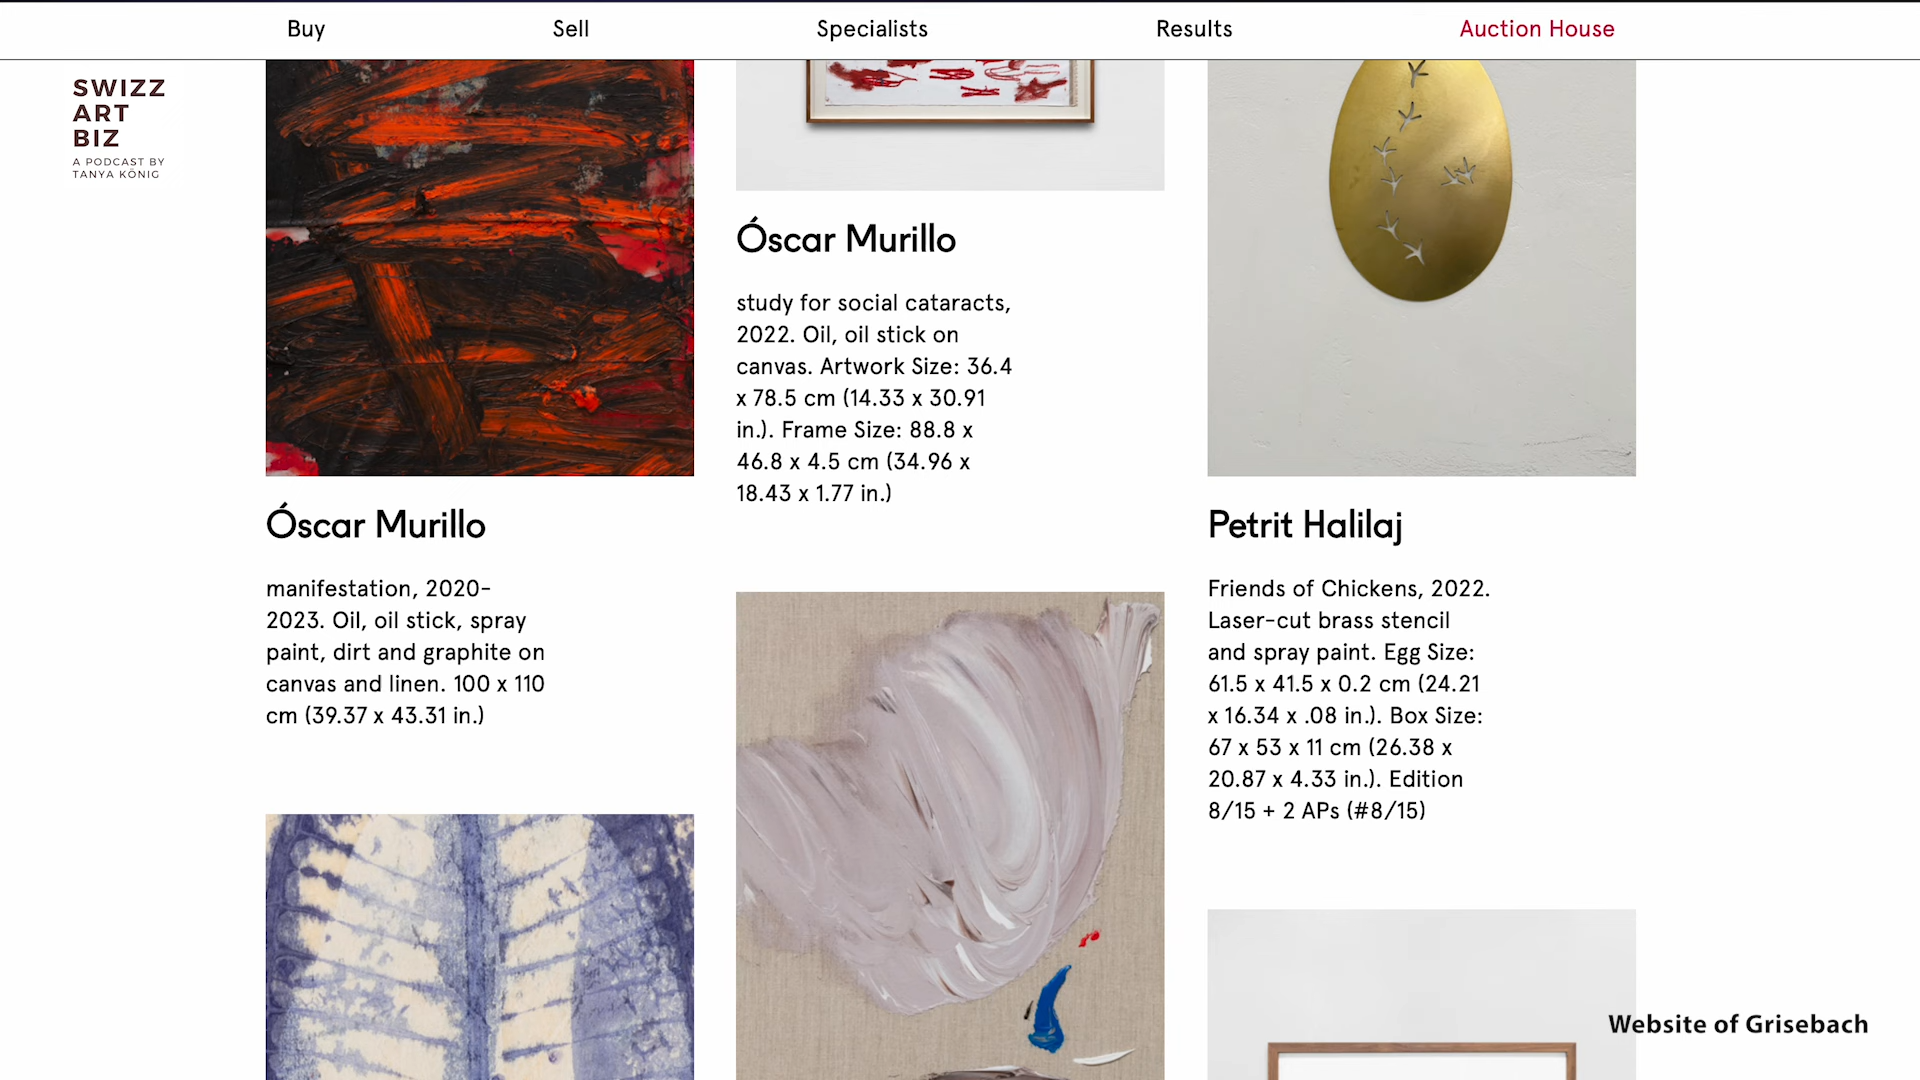 Buy
Sell
Specialists
Results
Auction House
SWIZZ
ART
BIZ
A PODCAST BY
TANYA KÖNIG
Óscar Murillo
manifestation, 2020-
2023. Oil, oil stick, spray
paint, dirt and graphite on
canvas and linen. 100 x 110
cm (39.37 x 43.31 in.)
Óscar Murillo
study for social cataracts,
2022. Oil, oil stick on
canvas. Artwork Size: 36.4
x 78.5 cm (14.33 x 30.91
in.). Frame Size: 88.8 x
46.8 x 4.5 cm (34.96 x
18.43 x 1.77 in.)
Petrit Halilaj
Friends of Chickens, 2022.
Laser-cut brass stencil
and spray paint. Egg Size:
61.5 x 41.5 x 0.2 cm (24.21
x 16.34 x .08 in.). Box Size:
67 x 53 x 11 cm (26.38 x
20.87 x 4.33 in.). Edition
8/15 + 2 APs (#8/15)
Website of Grisebach